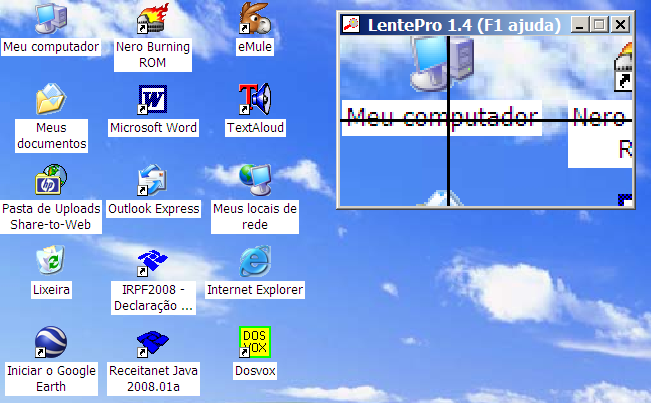 Meu computador
Nero Burning
ROM
eMule
LentePro 1.4 (F1 ajuda)
Meu computador
Nero
R
Meus
documentos
W
Microsoft Word
T
TextAloud
hp
Pasta de Uploads
Share-to-Web
Outlook Express
Meus locais de
rede
Lixeira
IRPF2008 -
Declaração ...
Internet Explorer
Iniciar o Google
Earth
Receitanet Java
2008.01a
DOS
VOX
Dosvox